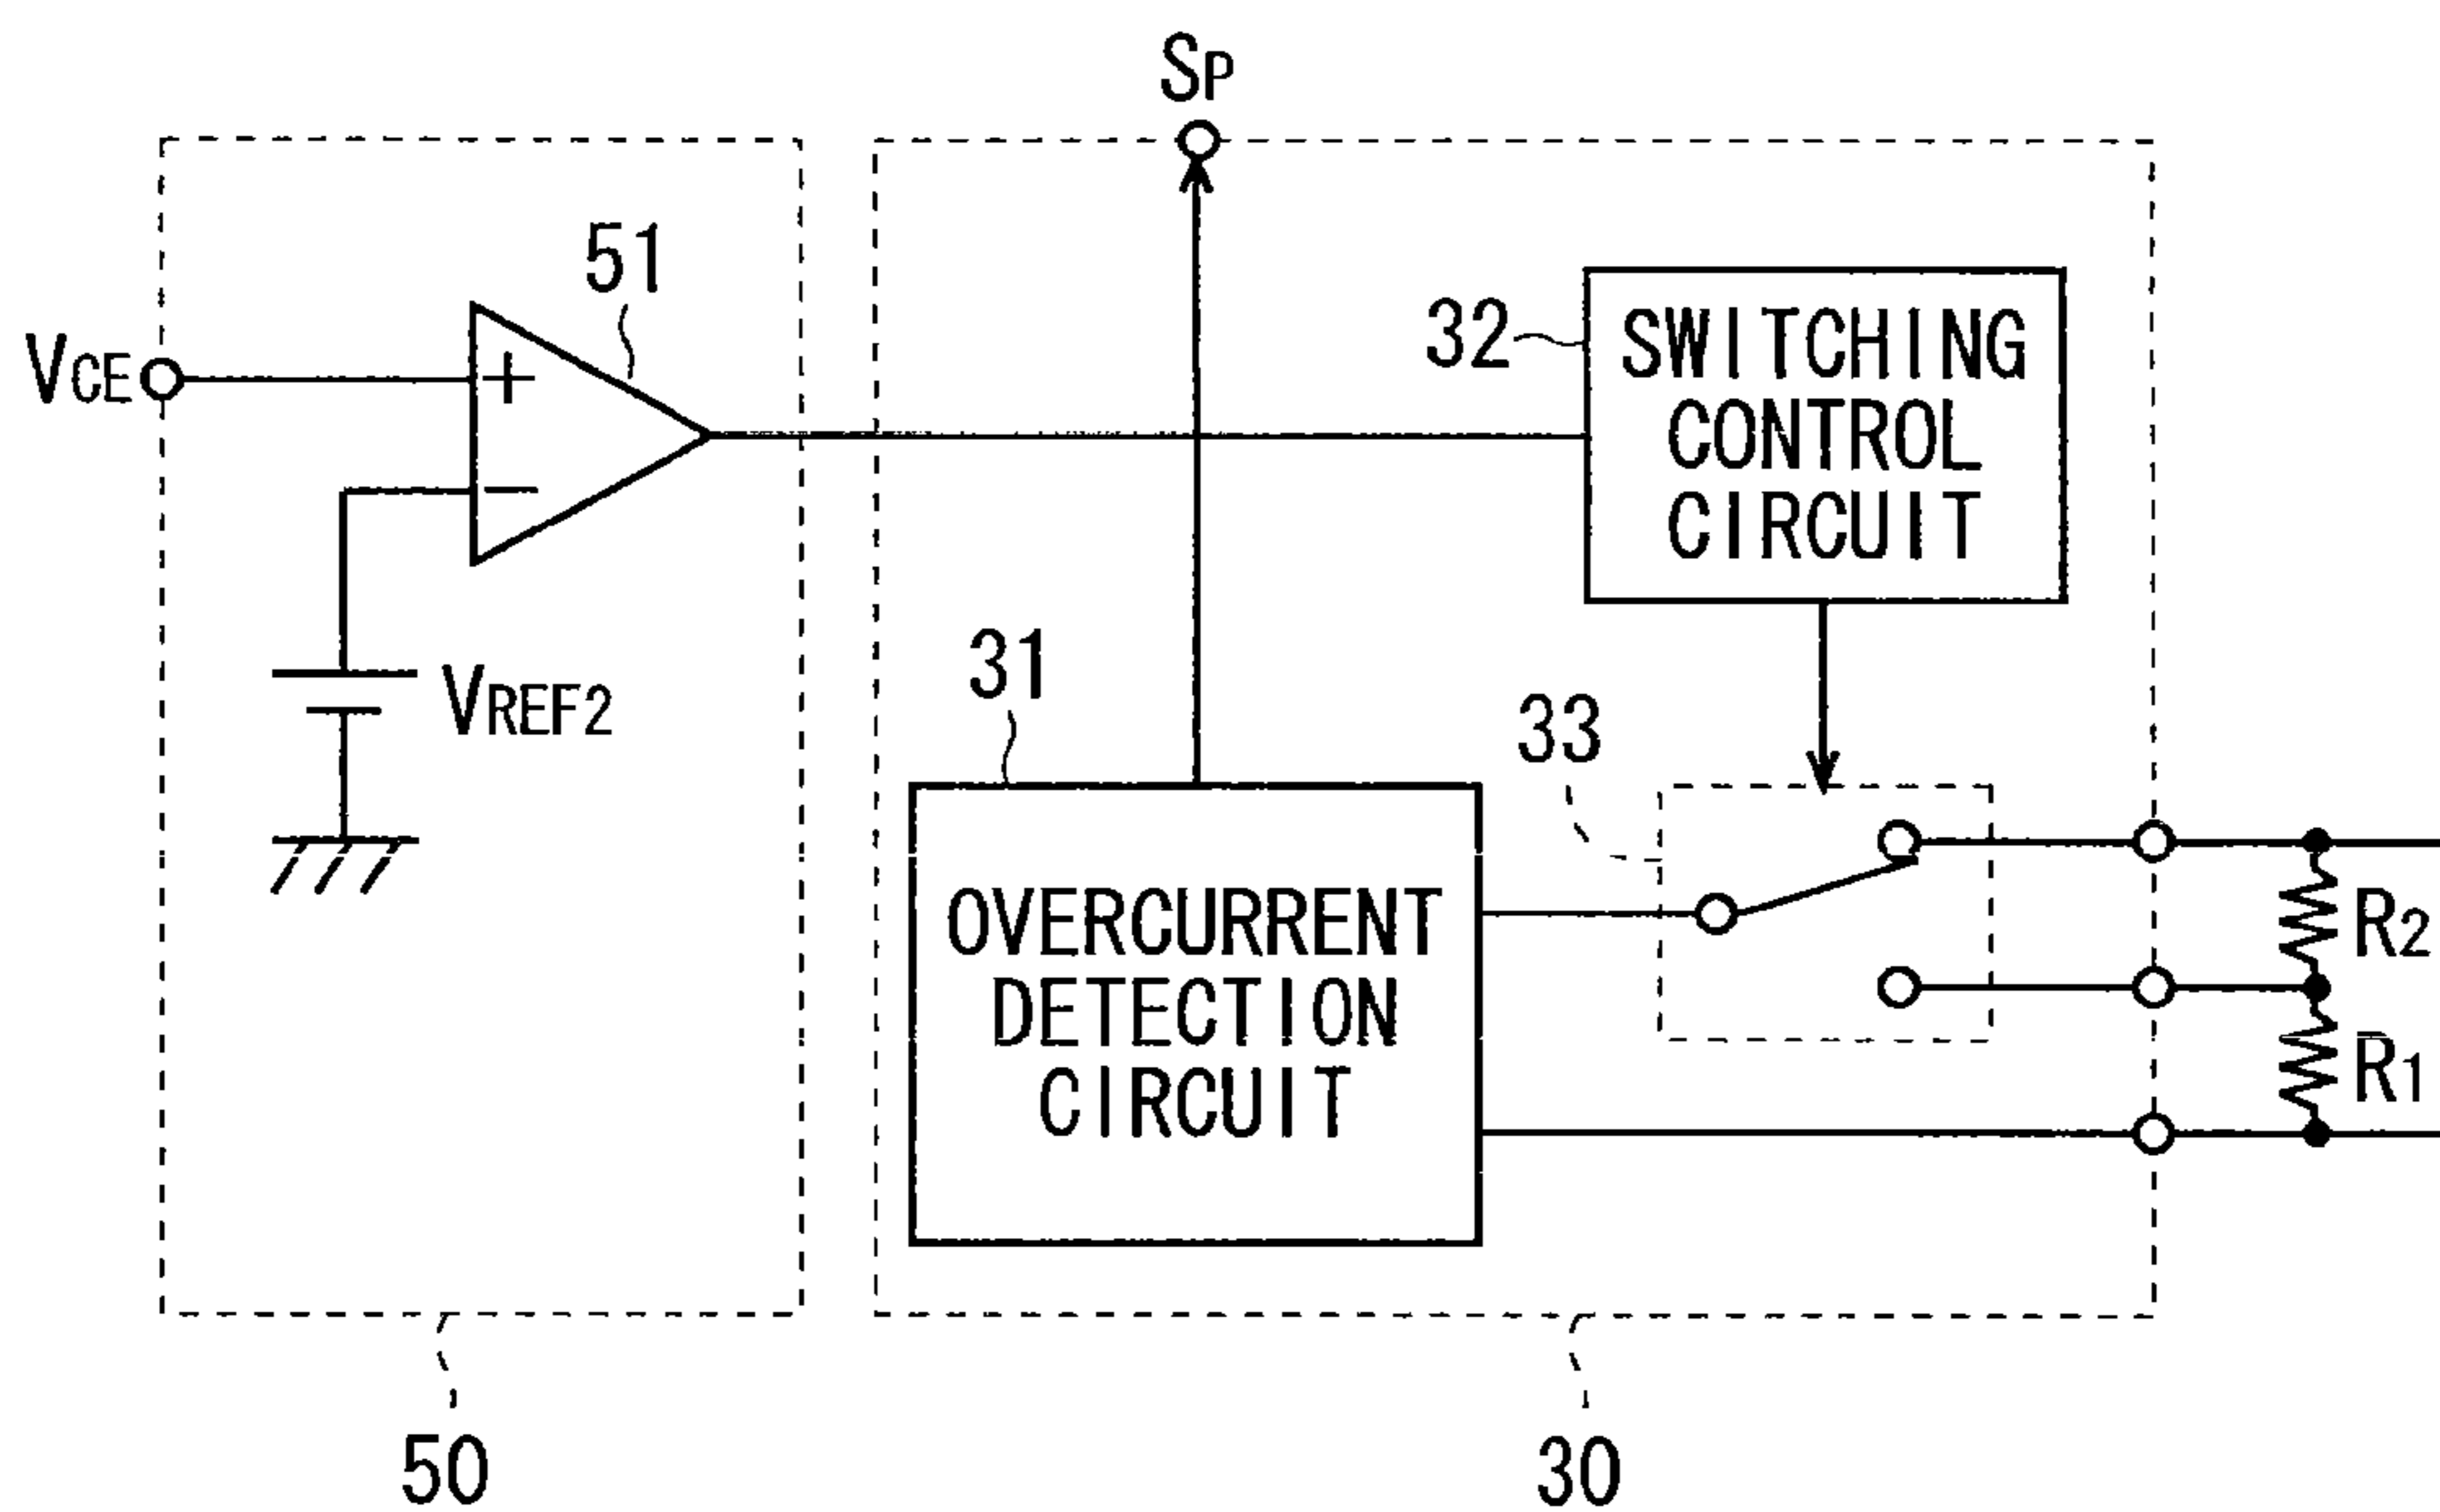 SP
51
VCE
+
−
32
SWITCHING
CONTROL
CIRCUIT
VREF2
31
33
OVERCURRENT
DETECTION
CIRCUIT
R2
R1
50
30